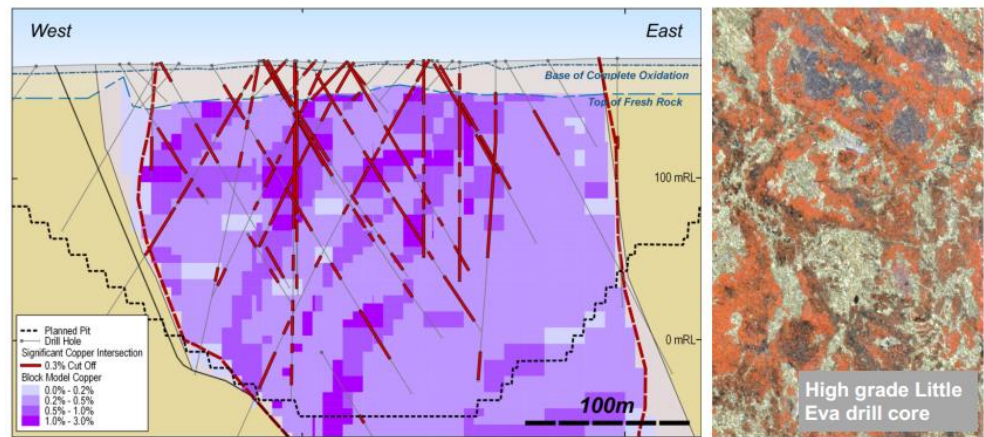 West
East
Base of Complete Oxidation
Top of Fresh Rock
100 mRL
0 mRL
Planned Pit
Drill Hole
Significant Copper Intersection
0.3% Cut Off
Block Model Copper
0.0% - 0.2%
0.2% - 0.5%
0.5% - 1.0%
1.0% - 3.0%
100m
High grade Little
Eva drill core